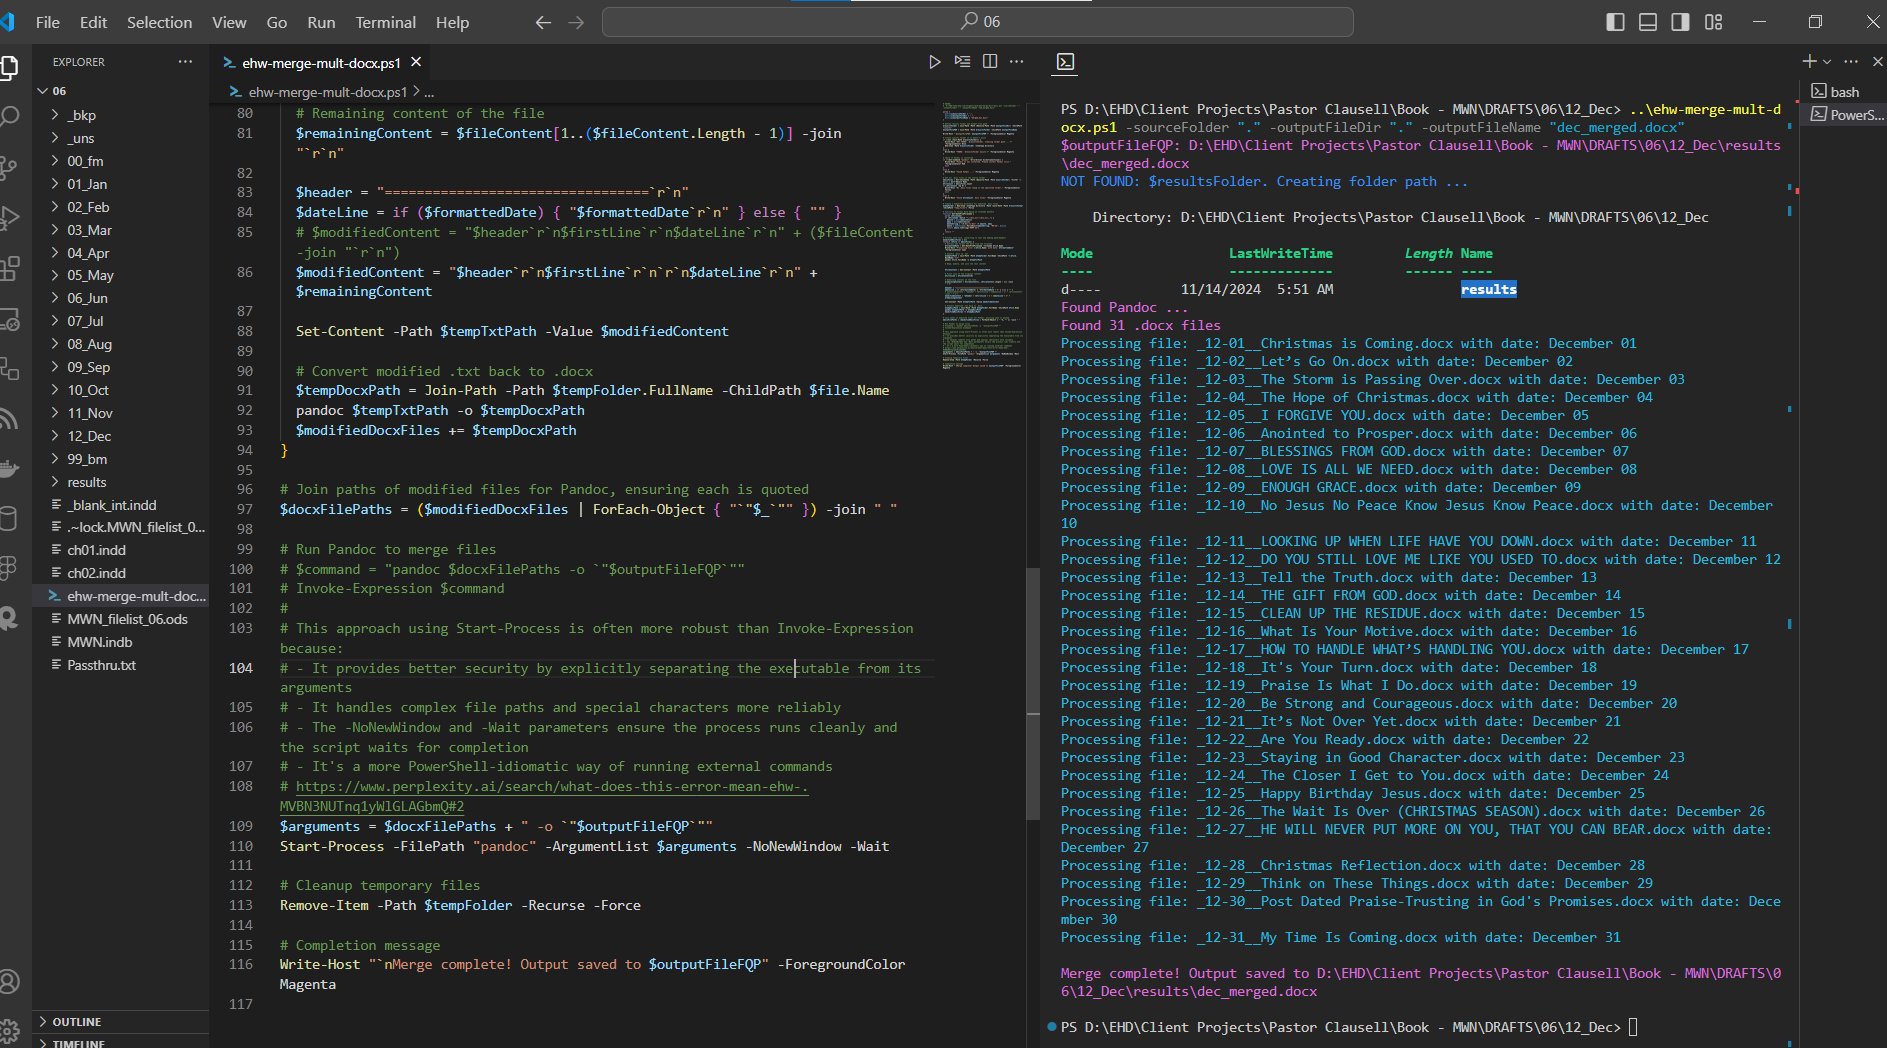 File Edit Selection View Go Run Terminal Help
06
EXPLORER
06
_bkp
_uns
00_fm
01_Jan
02_Feb
03_Mar
04_Apr
05_May
06_Jun
07_Jul
08_Aug
09_Sep
10_Oct
11_Nov
12_Dec
99_bm
results
_blank_int.indd
.~lock.MWN_filelist_0...
ch01.indd
ch02.indd
ehw-merge-mult-doc...
MWN_filelist_06.ods
MWN.indb
Passthru.txt
OUTLINE
TIMELINE
ehw-merge-mult-docx.ps1
ehw-merge-mult-docx.ps1 > ...
80 # Remaining content of the file
81 $remainingContent = $fileContent[1..($fileContent.Length - 1)] -join
"`r`n"
82
83 $header = "=================================`r`n"
84 $dateLine = if ($formattedDate) { "$formattedDate`r`n" } else { "" }
85 # $modifiedContent = "$header`r`n$firstLine`r`n$dateLine`r`n" + ($fileContent
-join "`r`n")
86 $modifiedContent = "$header`r`n$firstLine`r`n`r`n$dateLine`r`n" +
$remainingContent
87
88 Set-Content -Path $tempTxtPath -Value $modifiedContent
89
90 # Convert modified .txt back to .docx
91 $tempDocxPath = Join-Path -Path $tempFolder.FullName -ChildPath $file.Name
92 pandoc $tempTxtPath -o $tempDocxPath
93 $modifiedDocxFiles += $tempDocxPath
94 }
95
96 # Join paths of modified files for Pandoc, ensuring each is quoted
97 $docxFilePaths = ($modifiedDocxFiles | ForEach-Object { "`"$_`"" }) -join " "
98
99 # Run Pandoc to merge files
100 # $command = "pandoc $docxFilePaths -o `"$outputFileFQP`""
101 # Invoke-Expression $command
102 #
103 # This approach using Start-Process is often more robust than Invoke-Expression
because:
104 # - It provides better security by explicitly separating the executable from its
arguments
105 # - It handles complex file paths and special characters more reliably
106 # - The -NoNewWindow and -Wait parameters ensure the process runs cleanly and
the script waits for completion
107 # - It's a more PowerShell-idiomatic way of running external commands
108 # https://www.perplexity.ai/search/what-does-this-error-mean-ehw-.
MVBN3NUTnq1yWlGLAGbmQ#2
109 $arguments = $docxFilePaths + " -o `"$outputFileFQP`""
110 Start-Process -FilePath "pandoc" -ArgumentList $arguments -NoNewWindow -Wait
111
112 # Cleanup temporary files
113 Remove-Item -Path $tempFolder -Recurse -Force
114
115 # Completion message
116 Write-Host "`nMerge complete! Output saved to $outputFileFQP" -ForegroundColor
Magenta
117
PS D:\EHD\Client Projects\Pastor Clausell\Book - MWN\DRAFTS\06\12_Dec> ..\ehw-merge-mult-d
ocx.ps1 -sourceFolder "." -outputFileDir "." -outputFileName "dec_merged.docx"
$outputFileFQP: D:\EHD\Client Projects\Pastor Clausell\Book - MWN\DRAFTS\06\12_Dec\results
\dec_merged.docx
NOT FOUND: $resultsFolder. Creating folder path ...
Directory: D:\EHD\Client Projects\Pastor Clausell\Book - MWN\DRAFTS\06\12_Dec
Mode LastWriteTime Length Name
---- ------------- ------ ----
d---- 11/14/2024 5:51 AM results
Found Pandoc ...
Found 31 .docx files
Processing file: _12-01__Christmas is Coming.docx with date: December 01
Processing file: _12-02__Let’s Go On.docx with date: December 02
Processing file: _12-03__The Storm is Passing Over.docx with date: December 03
Processing file: _12-04__The Hope of Christmas.docx with date: December 04
Processing file: _12-05__I FORGIVE YOU.docx with date: December 05
Processing file: _12-06__Anointed to Prosper.docx with date: December 06
Processing file: _12-07__BLESSINGS FROM GOD.docx with date: December 07
Processing file: _12-08__LOVE IS ALL WE NEED.docx with date: December 08
Processing file: _12-09__ENOUGH GRACE.docx with date: December 09
Processing file: _12-10__No Jesus No Peace Know Jesus Know Peace.docx with date: December
10
Processing file: _12-11__LOOKING UP WHEN LIFE HAVE YOU DOWN.docx with date: December 11
Processing file: _12-12__DO YOU STILL LOVE ME LIKE YOU USED TO.docx with date: December 12
Processing file: _12-13__Tell the Truth.docx with date: December 13
Processing file: _12-14__THE GIFT FROM GOD.docx with date: December 14
Processing file: _12-15__CLEAN UP THE RESIDUE.docx with date: December 15
Processing file: _12-16__What Is Your Motive.docx with date: December 16
Processing file: _12-17__HOW TO HANDLE WHAT’S HANDLING YOU.docx with date: December 17
Processing file: _12-18__It's Your Turn.docx with date: December 18
Processing file: _12-19__Praise Is What I Do.docx with date: December 19
Processing file: _12-20__Be Strong and Courageous.docx with date: December 20
Processing file: _12-21__It’s Not Over Yet.docx with date: December 21
Processing file: _12-22__Are You Ready.docx with date: December 22
Processing file: _12-23__Staying in Good Character.docx with date: December 23
Processing file: _12-24__The Closer I Get to You.docx with date: December 24
Processing file: _12-25__Happy Birthday Jesus.docx with date: December 25
Processing file: _12-26__The Wait Is Over (CHRISTMAS SEASON).docx with date: December 26
Processing file: _12-27__HE WILL NEVER PUT MORE ON YOU, THAT YOU CAN BEAR.docx with date:
December 27
Processing file: _12-28__Christmas Reflection.docx with date: December 28
Processing file: _12-29__Think on These Things.docx with date: December 29
Processing file: _12-30__Post Dated Praise-Trusting in God's Promises.docx with date: Dece
mber 30
Processing file: _12-31__My Time Is Coming.docx with date: December 31
Merge complete! Output saved to D:\EHD\Client Projects\Pastor Clausell\Book - MWN\DRAFTS\0
6\12_Dec\results\dec_merged.docx
PS D:\EHD\Client Projects\Pastor Clausell\Book - MWN\DRAFTS\06\12_Dec>
bash
PowerS...